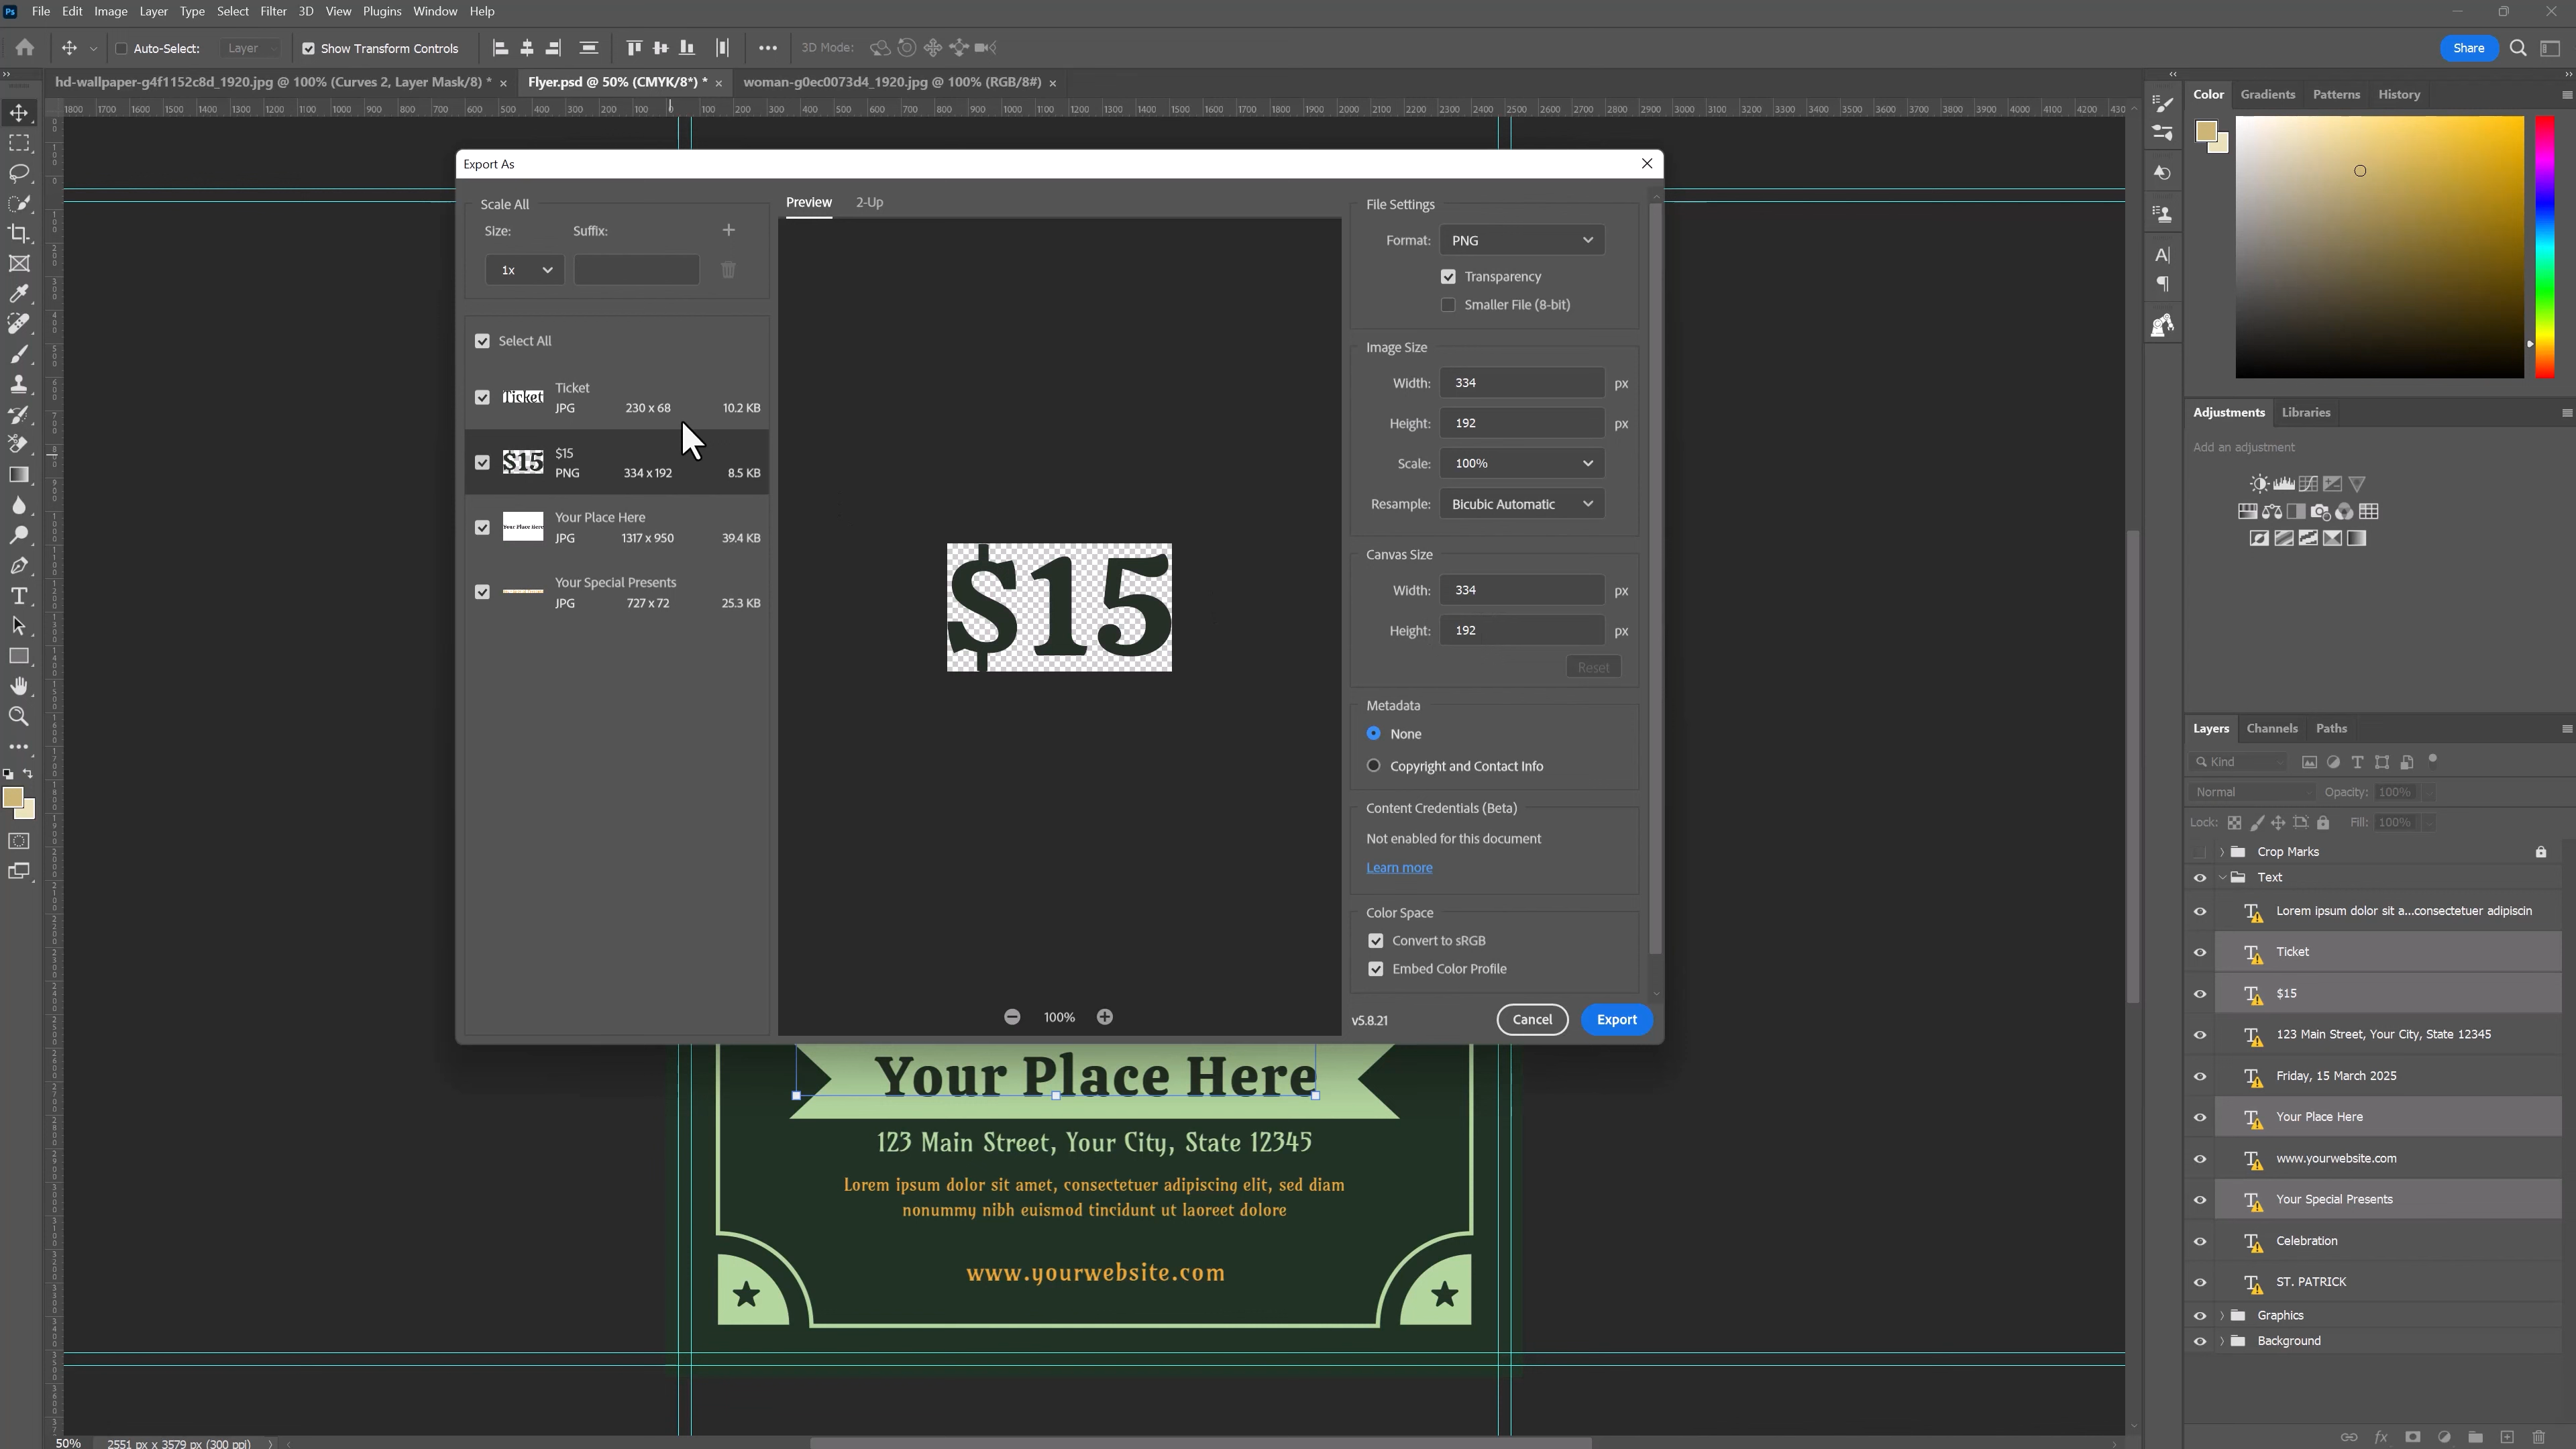 File Edit Image Layer Type Select Filter 3D View Plugins Window Help
Auto-Select: Layer Show Transform Controls 3D Mode: Share
hd-wallpaper-g4f1152c8d_1920.jpg @ 100% (Curves 2, Layer Mask/8) * × Flyer.psd @ 50% (CMYK/8*) * × woman-g0ec0073d4_1920.jpg @ 100% (RGB/8#) ×
Export As
Scale All
Size: Suffix:
1x
Select All
Ticket
JPG 230 x 68 10.2 KB
$15
PNG 334 x 192 8.5 KB
Your Place Here
JPG 1317 x 950 39.4 KB
Your Special Presents
JPG 727 x 72 25.3 KB
Preview 2-Up
$15
100%
File Settings
Format: PNG
Transparency
Smaller File (8-bit)
Image Size
Width: 334 px
Height: 192 px
Scale: 100%
Resample: Bicubic Automatic
Canvas Size
Width: 334 px
Height: 192 px
Reset
Metadata
None
Copyright and Contact Info
Content Credentials (Beta)
Not enabled for this document
Learn more
Color Space
Convert to sRGB
Embed Color Profile
v5.8.21 Cancel Export
Your Place Here
123 Main Street, Your City, State 12345
Lorem ipsum dolor sit amet, consectetuer adipiscing elit, sed diam
nonummy nibh euismod tincidunt ut laoreet dolore
www.yourwebsite.com
Color Gradients Patterns History
Adjustments Libraries
Add an adjustment
Layers Channels Paths
Kind
Normal Opacity: 100%
Lock: Fill: 100%
Crop Marks
Text
Lorem ipsum dolor sit a...consectetuer adipiscin
Ticket
$15
123 Main Street, Your City, State 12345
Friday, 15 March 2025
Your Place Here
www.yourwebsite.com
Your Special Presents
Celebration
ST. PATRICK
Graphics
Background
50% 2551 px x 3579 px (300 ppi)